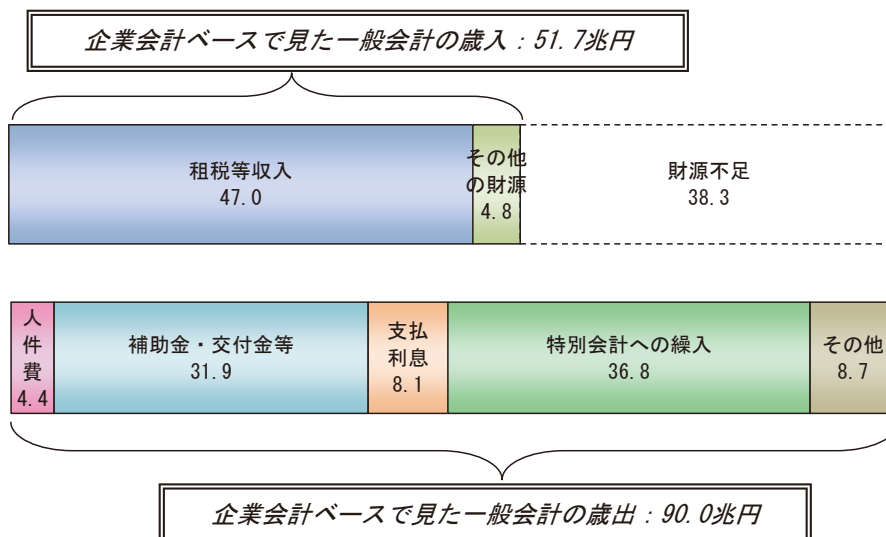 企業会計ベースで見た一般会計の歳入：51.7兆円
租税等収入
47.0
その他
の財源
4.8
財源不足
38.3
人
件
費
4.4
補助金・交付金等
31.9
支払
利息
8.1
特別会計への繰入
36.8
その他
8.7
企業会計ベースで見た一般会計の歳出：90.0兆円